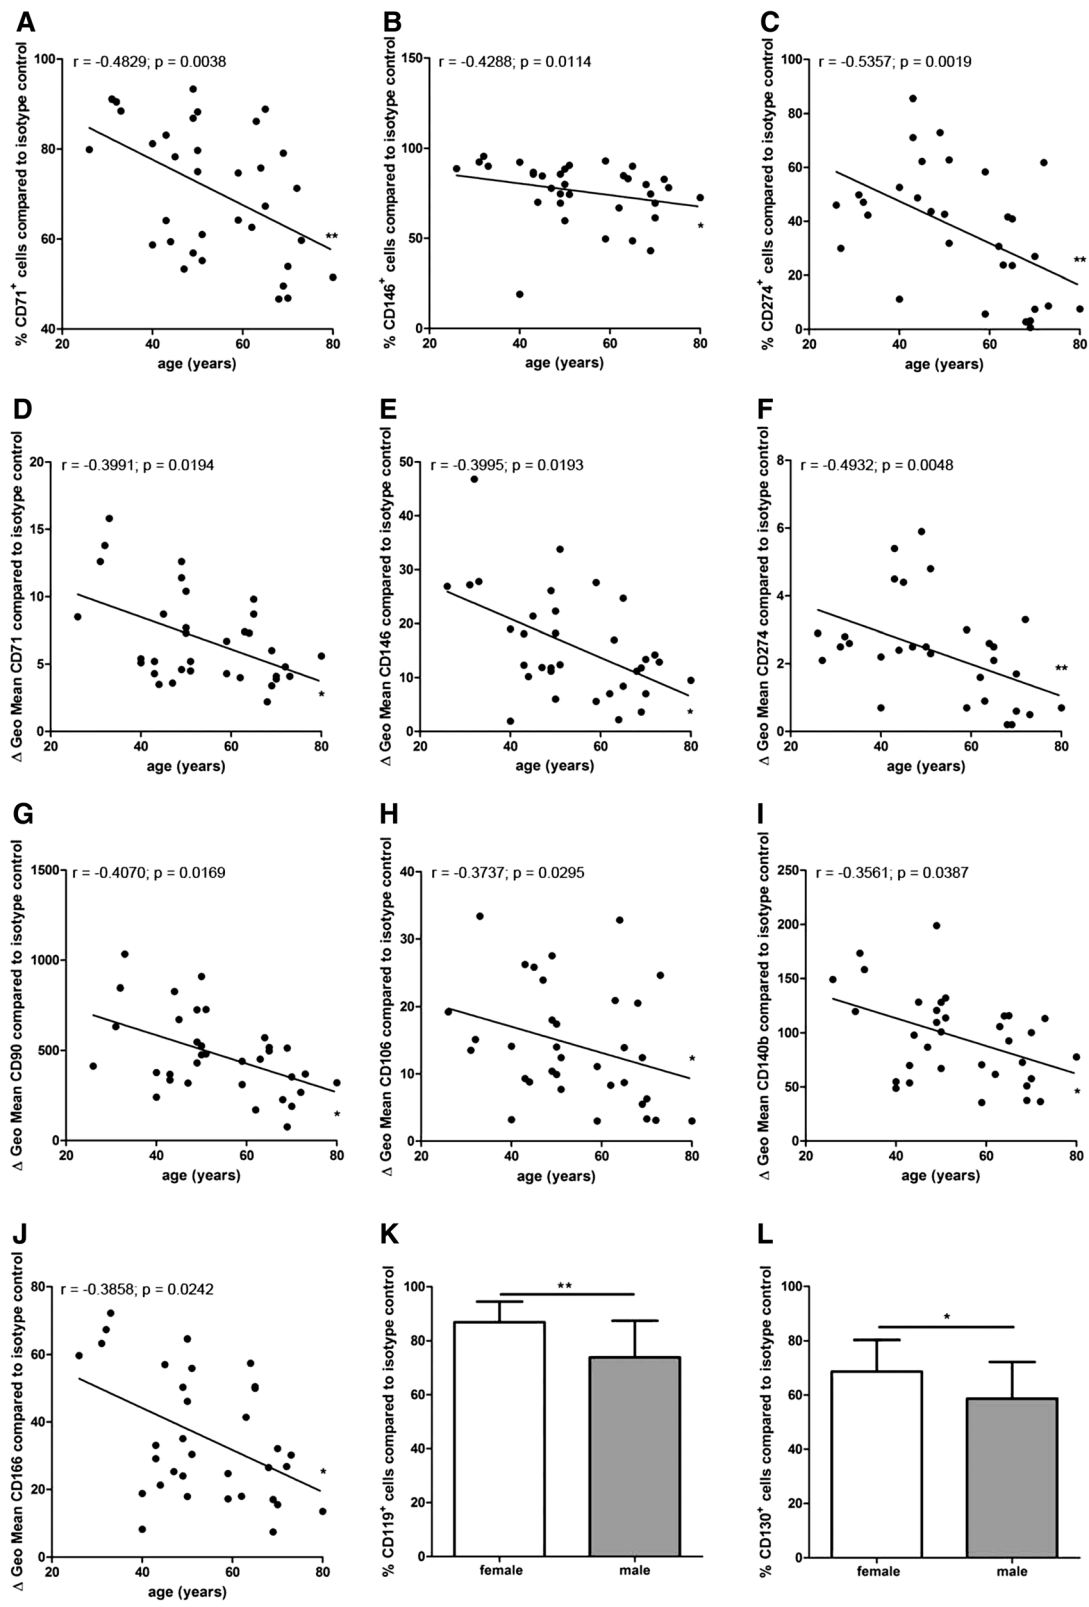 A
% CD71+ cells compared to isotype control
r = -0.4829; p = 0.0038
100
80
60
40
**
20 40 60 80
age (years)
B
% CD146+ cells compared to isotype control
r = -0.4288; p = 0.0114
150
100
50
0
*
20 40 60 80
age (years)
C
% CD274+ cells compared to isotype control
r = -0.5357; p = 0.0019
100
80
60
40
20
0
**
20 40 60 80
age (years)
D
Δ Geo Mean CD71 compared to isotype control
r = -0.3991; p = 0.0194
20
15
10
5
0
*
20 40 60 80
age (years)
E
Δ Geo Mean CD146 compared to isotype control
r = -0.3995; p = 0.0193
50
40
30
20
10
0
*
20 40 60 80
age (years)
F
Δ Geo Mean CD274 compared to isotype control
r = -0.4932; p = 0.0048
8
6
4
2
0
**
20 40 60 80
age (years)
G
Δ Geo Mean CD90 compared to isotype control
r = -0.4070; p = 0.0169
1500
1000
500
0
*
20 40 60 80
age (years)
H
Δ Geo Mean CD106 compared to isotype control
r = -0.3737; p = 0.0295
40
30
20
10
0
*
20 40 60 80
age (years)
I
Δ Geo Mean CD140b compared to isotype control
r = -0.3561; p = 0.0387
250
200
150
100
50
0
*
20 40 60 80
age (years)
J
Δ Geo Mean CD166 compared to isotype control
r = -0.3858; p = 0.0242
80
60
40
20
0
*
20 40 60 80
age (years)
K
% CD119+ cells compared to isotype control
100
80
60
40
20
0
**
female male
L
% CD130+ cells compared to isotype control
100
80
60
40
20
0
*
female male